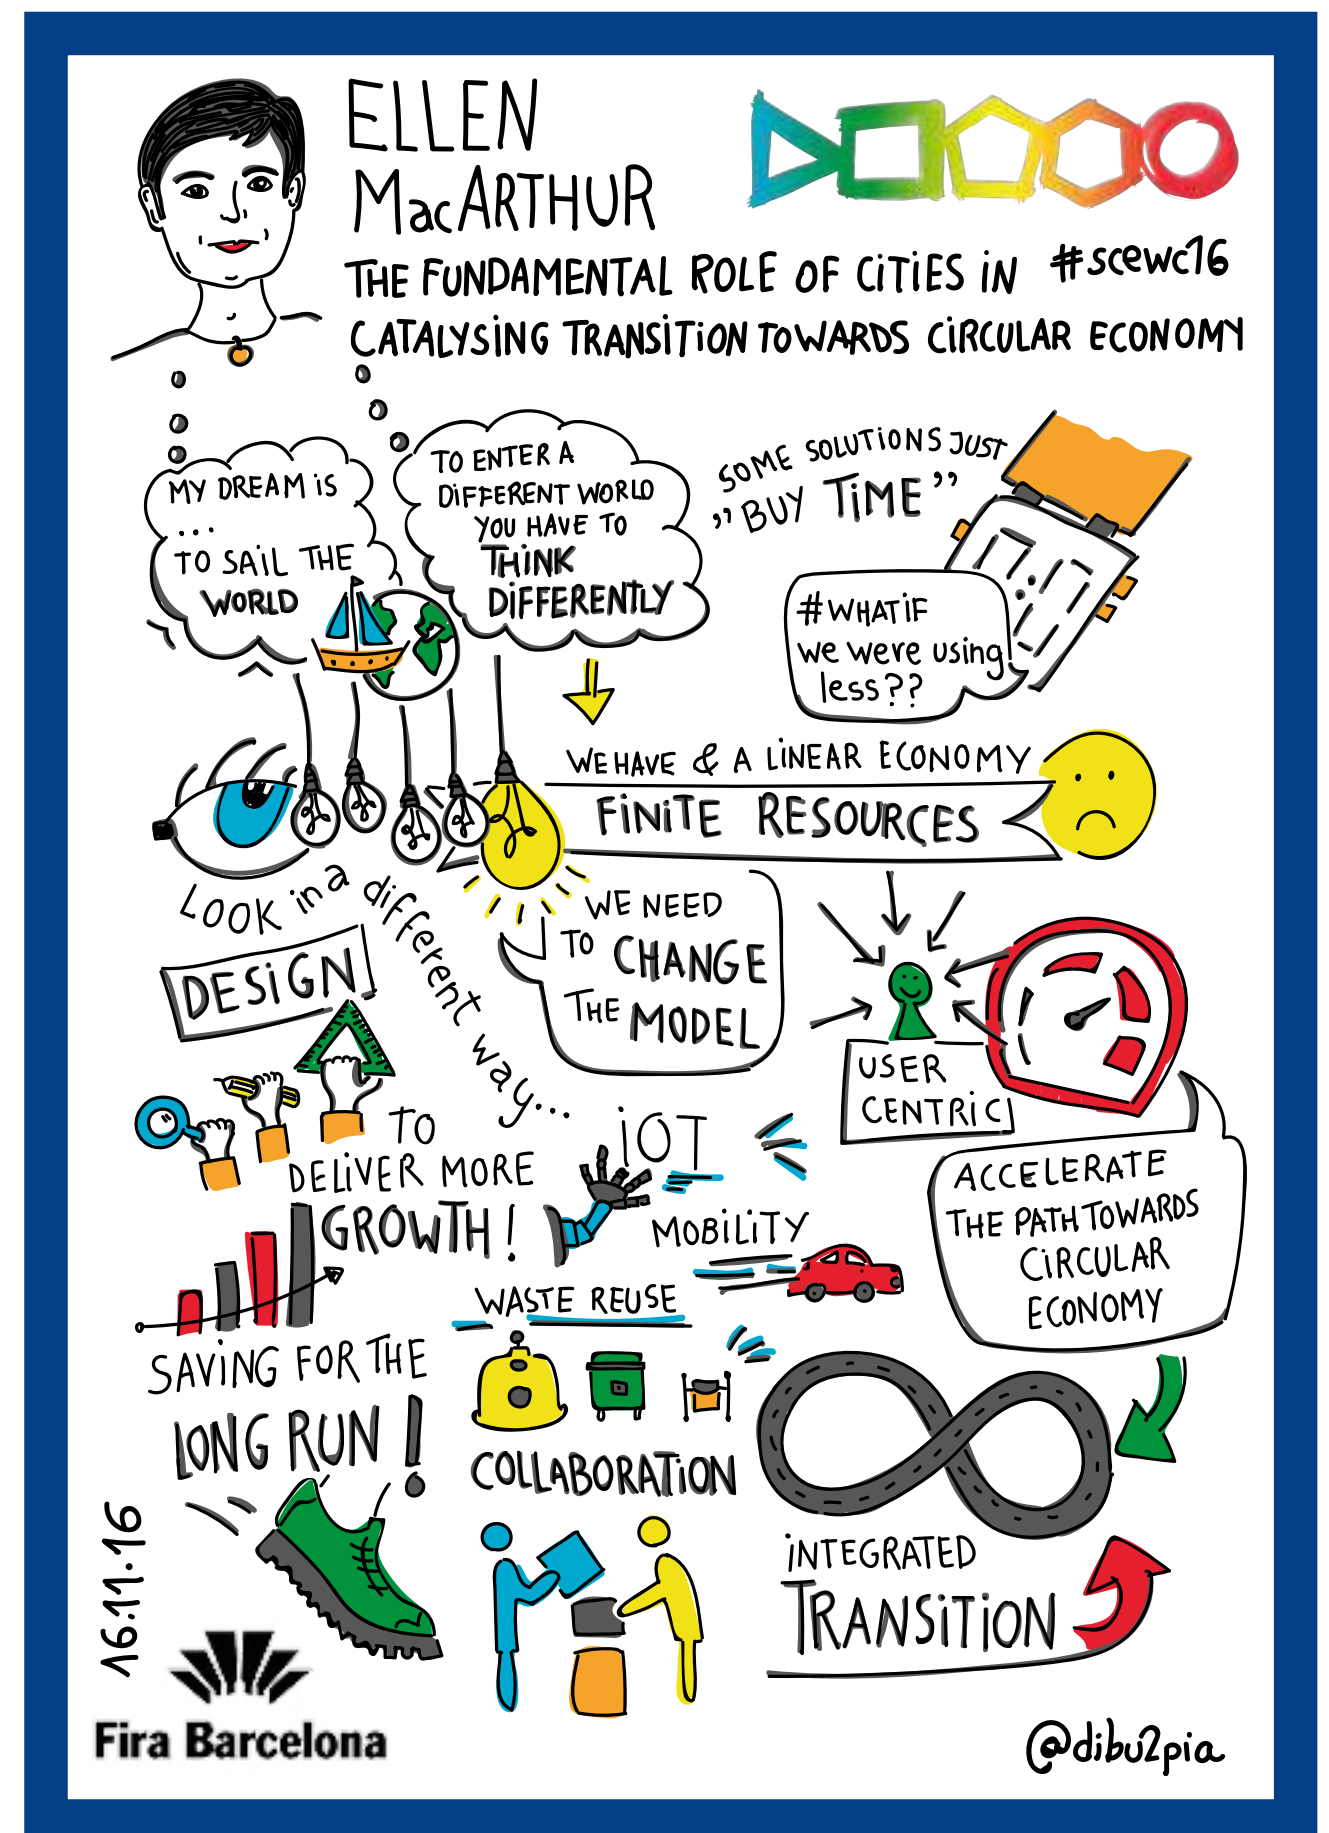 ELLEN
MacARTHUR
THE FUNDAMENTAL ROLE OF CITIES IN
#scewc16
CATALYSING TRANSITION TOWARDS CIRCULAR ECONOMY
MY DREAM iS
...
TO SAIL THE
WORLD
TO ENTER A
DIFFERENT WORLD
YOU HAVE TO
THINK
DIFFERENTLY
SOME SOLUTIONS JUST
,,BUY TIME”
#WHATIF
we were using
less??
WE HAVE & A LINEAR ECONOMY
FINITE RESOURCES
LOOK in a different way...
WE NEED
TO CHANGE
THE MODEL
DESIGN
USER
CENTRIC
TO
DELIVER MORE
GROWTH!
iOT
MOBILITY
ACCELERATE
THE PATH TOWARDS
CIRCULAR
ECONOMY
WASTE REUSE
SAVING FOR THE
LONG RUN!
COLLABORATION
INTEGRATED
TRANSITION
16.11.16
Fira Barcelona
@dibu2pia